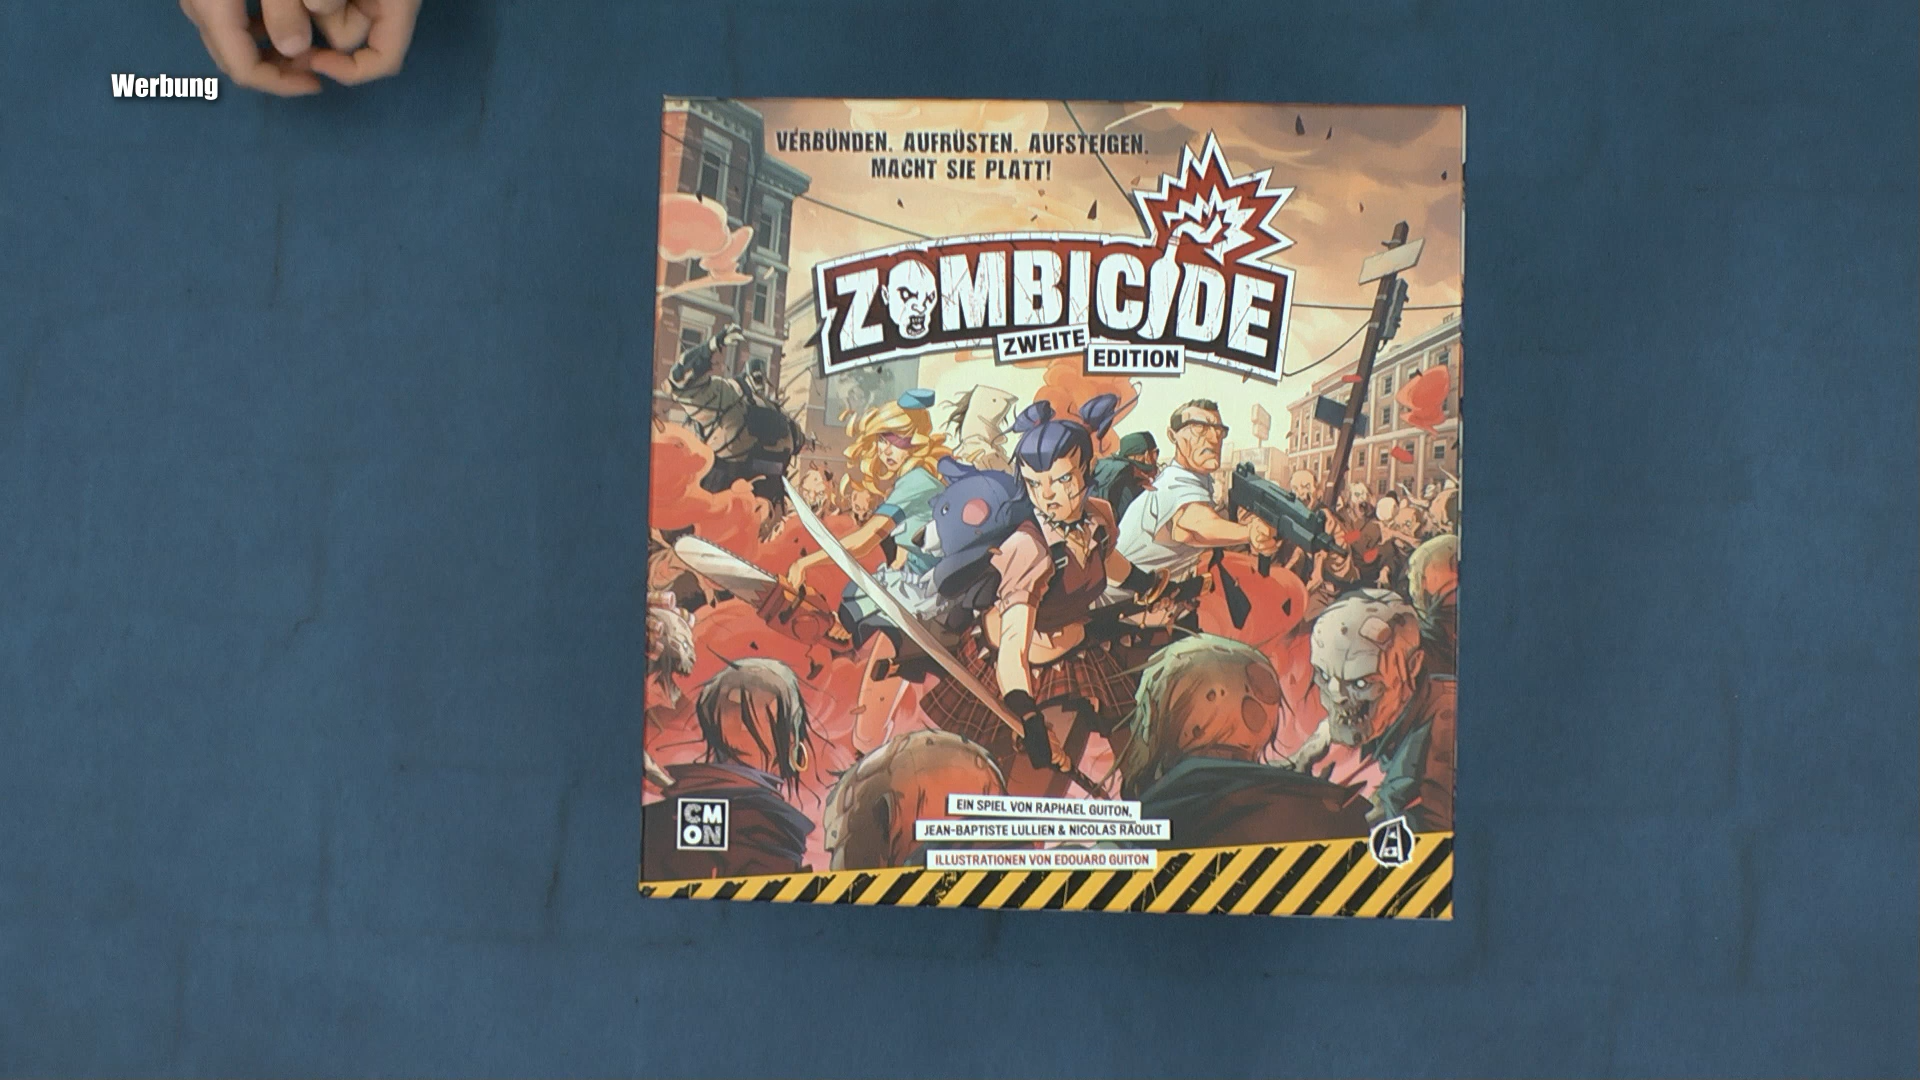 Werbung
VERBÜNDEN. AUFRÜSTEN. AUFSTEIGEN.
MACHT SIE PLATT!
ZOMBICIDE
ZWEITE
EDITION
CMON
EIN SPIEL VON RAPHAEL GUITON,
JEAN-BAPTISTE LULLIEN & NICOLAS RAOULT
ILLUSTRATIONEN VON EDOUARD GUITON